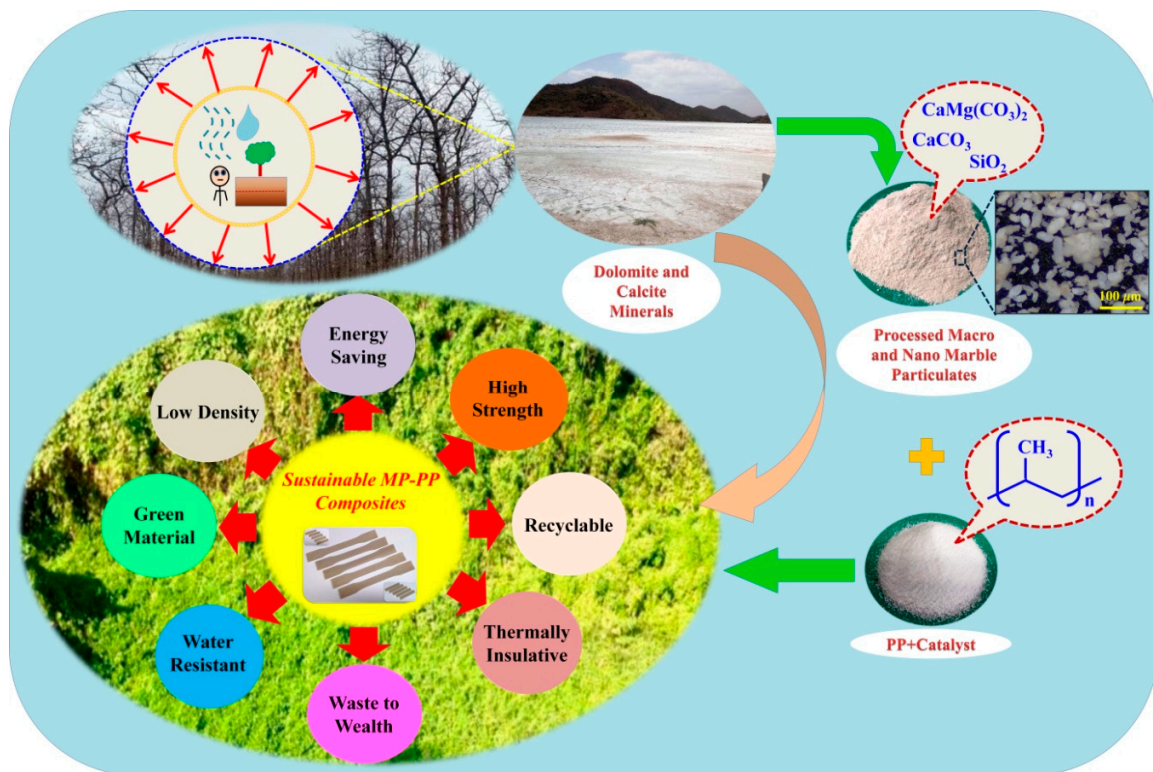 CaMg(CO₃)₂
CaCO₃
SiO₂
100 µm
Dolomite and
Calcite
Minerals
Processed Macro
and Nano Marble
Particulates
Energy
Saving
High
Strength
Low Density
Sustainable MP-PP
Composites
Green
Material
Recyclable
CH₃
n
Water
Resistant
Thermally
Insulative
PP+Catalyst
Waste to
Wealth